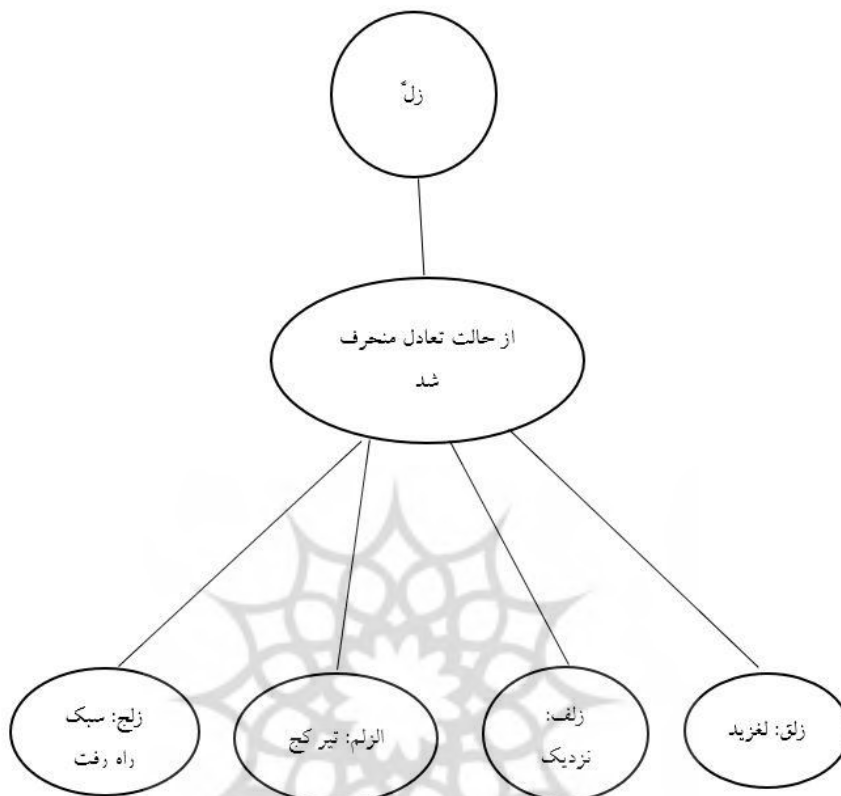 زلّ
از حالت تعادل منحرف
شد
زلق: لغزید
زلف:
نزدیک
الزلم: تیر کج
زلج: سبک
راه رفت